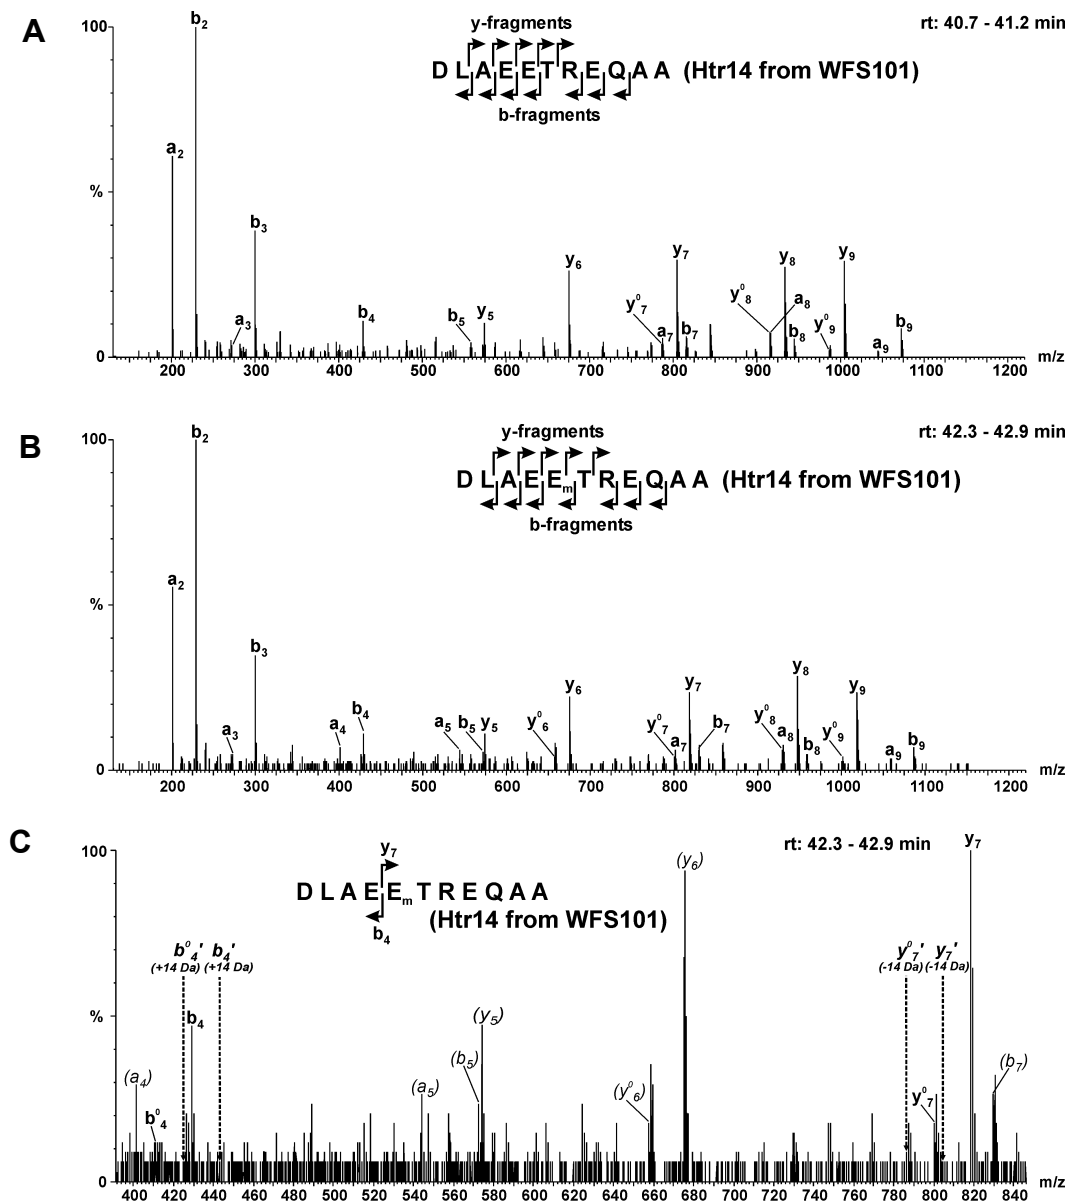 A
rt: 40.7 - 41.2 min
y-fragments
D L A E E T R E Q A A (Htr14 from WFS101)
b-fragments
100
%
0
a2 b2 a3 b3 b4 b5 y5 y6 y⁰7 a7 y7 b7 y⁰8 a8 y8 b8 y⁰9 y9 a9 b9
200 300 400 500 600 700 800 900 1000 1100 1200 m/z
B
rt: 42.3 - 42.9 min
y-fragments
D L A E Em T R E Q A A (Htr14 from WFS101)
b-fragments
100
%
0
a2 b2 a3 b3 a4 b4 a5 b5 y5 y⁰6 y6 y⁰7 a7 y7 b7 y⁰8 a8 y8 b8 y⁰9 y9 a9 b9
200 300 400 500 600 700 800 900 1000 1100 1200 m/z
C
rt: 42.3 - 42.9 min
y7
D L A E Em T R E Q A A
(Htr14 from WFS101)
b4
100
%
0
(a4) b⁰4 b⁰4' (+14 Da) b4 b4' (+14 Da) (a5) (b5) (y5) (y⁰6) (y6) y⁰7' (-14 Da) y⁰7 y7' (-14 Da) y7 (b7)
400 420 440 460 480 500 520 540 560 580 600 620 640 660 680 700 720 740 760 780 800 820 840 m/z